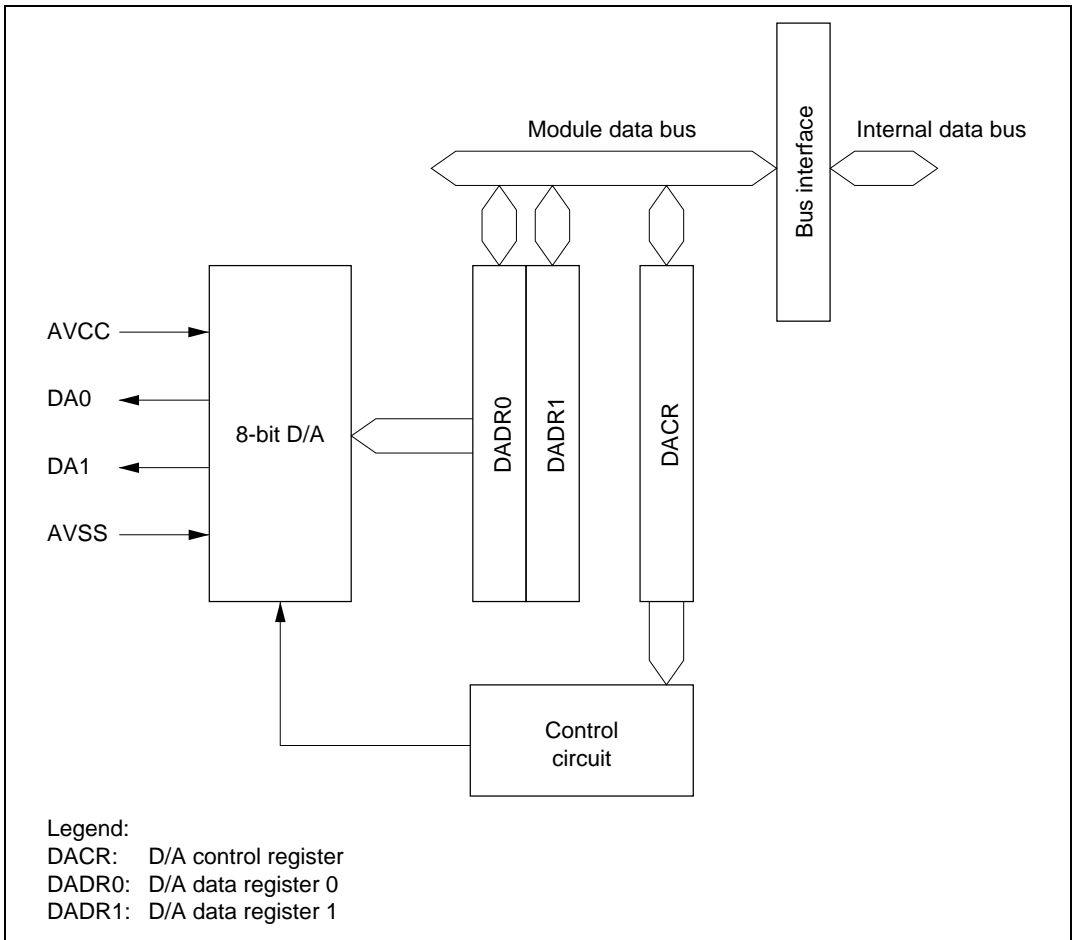 Module data bus
Internal data bus
Bus interface
AVCC
DA0
DA1
AVSS
8-bit D/A
DADR0
DADR1
DACR
Control
circuit
Legend:
DACR: D/A control register
DADR0: D/A data register 0
DADR1: D/A data register 1